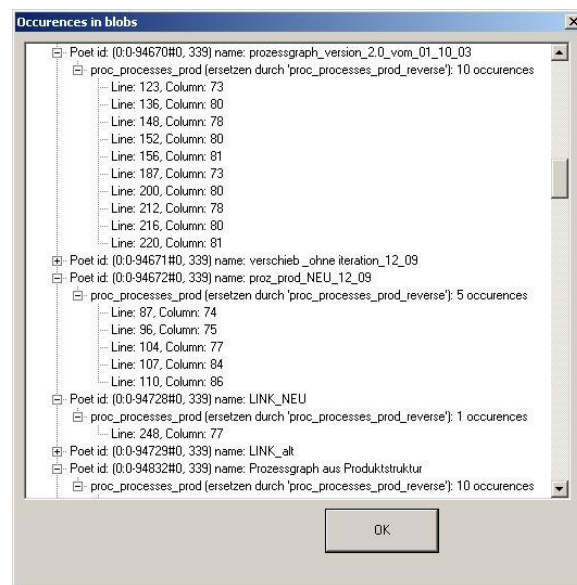 Occurences in blobs
Poet id: (0:0-94670#0, 339) name: prozessgraph_version_2.0_vom_01_10_03
proc_processes_prod (ersetzen durch 'proc_processes_prod_reverse'): 10 occurences
Line: 123, Column: 73
Line: 136, Column: 80
Line: 148, Column: 78
Line: 152, Column: 80
Line: 156, Column: 81
Line: 187, Column: 73
Line: 200, Column: 80
Line: 212, Column: 78
Line: 216, Column: 80
Line: 220, Column: 81
Poet id: (0:0-94671#0, 339) name: verschieb _ohne iteration_12_09
Poet id: (0:0-94672#0, 339) name: proz_prod_NEU_12_09
proc_processes_prod (ersetzen durch 'proc_processes_prod_reverse'): 5 occurences
Line: 87, Column: 74
Line: 96, Column: 75
Line: 104, Column: 77
Line: 107, Column: 84
Line: 110, Column: 86
Poet id: (0:0-94728#0, 339) name: LINK_NEU
proc_processes_prod (ersetzen durch 'proc_processes_prod_reverse'): 1 occurences
Line: 248, Column: 77
Poet id: (0:0-94729#0, 339) name: LINK_alt
Poet id: (0:0-94832#0, 339) name: Prozessgraph aus Produktstruktur
proc_processes_prod (ersetzen durch 'proc_processes_prod_reverse'): 10 occurences
OK